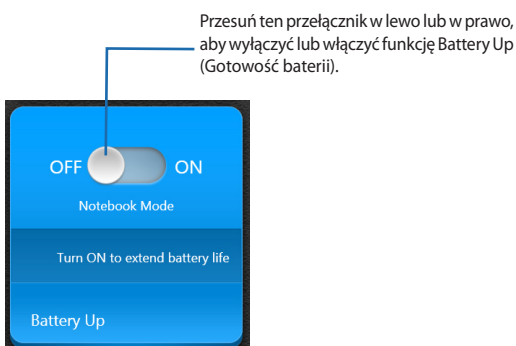 Przesuń ten przełącznik w lewo lub w prawo,
aby wyłączyć lub włączyć funkcję Battery Up
(Gotowość baterii).
OFF ON
Notebook Mode
Turn ON to extend battery life
Battery Up